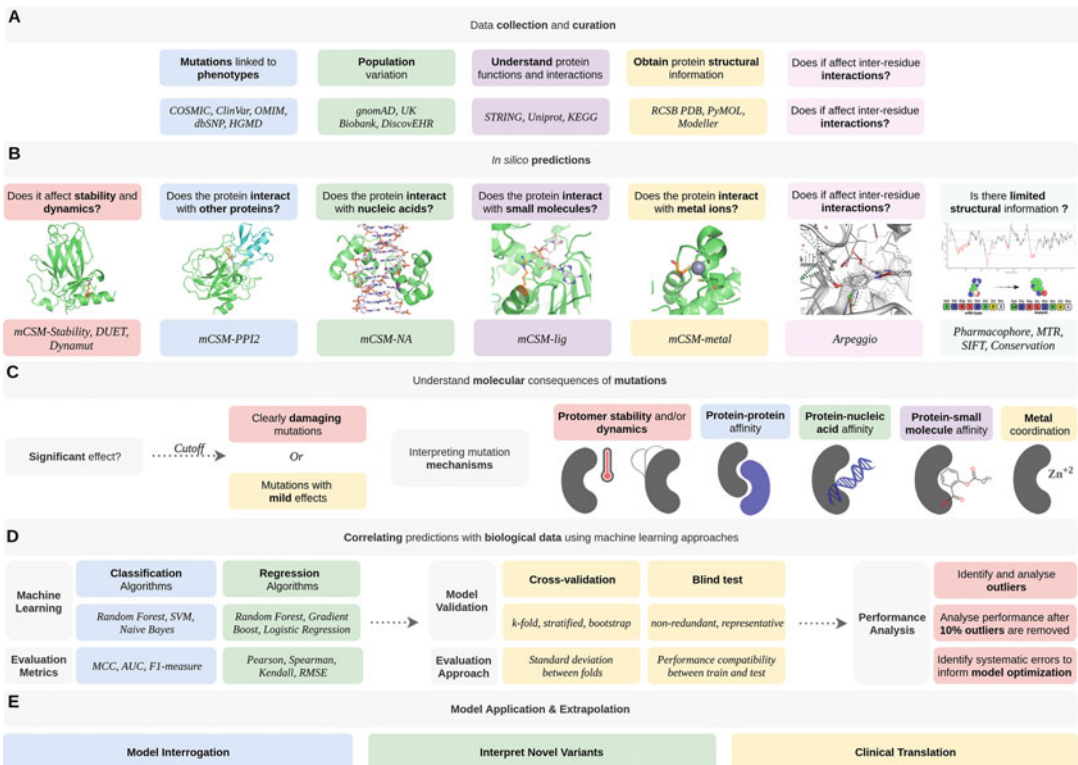 A
Data collection and curation
Mutations linked to
phenotypes
Population
variation
Understand protein
functions and interactions
Obtain protein structural
information
Does if affect inter-residue
interactions?
COSMIC, ClinVar, OMIM,
dbSNP, HGMD
gnomAD, UK
Biobank, DiscovEHR
STRING, Uniprot, KEGG
RCSB PDB, PyMOL,
Modeller
Does if affect inter-residue
interactions?
B
In silico predictions
Does it affect stability and
dynamics?
Does the protein interact
with other proteins?
Does the protein interact
with nucleic acids?
Does the protein interact
with small molecules?
Does the protein interact
with metal ions?
Does if affect inter-residue
interactions?
Is there limited
structural information ?
mCSM-Stability, DUET,
Dynamut
mCSM-PPI2
mCSM-NA
mCSM-lig
mCSM-metal
Arpeggio
Pharmacophore, MTR,
SIFT, Conservation
C
Understand molecular consequences of mutations
Significant effect?
Cutoff
Clearly damaging
mutations
Or
Mutations with
mild effects
Interpreting mutation
mechanisms
Protomer stability and/or
dynamics
Protein-protein
affinity
Protein-nucleic
acid affinity
Protein-small
molecule affinity
Metal
coordination
Zn+2
D
Correlating predictions with biological data using machine learning approaches
Machine
Learning
Classification
Algorithms
Regression
Algorithms
Random Forest, SVM,
Naive Bayes
Random Forest, Gradient
Boost, Logistic Regression
Evaluation
Metrics
MCC, AUC, F1-measure
Pearson, Spearman,
Kendall, RMSE
Model
Validation
Cross-validation
Blind test
k-fold, stratified, bootstrap
non-redundant, representative
Evaluation
Approach
Standard deviation
between folds
Performance compatibility
between train and test
Performance
Analysis
Identify and analyse
outliers
Analyse performance after
10% outliers are removed
Identify systematic errors to
inform model optimization
E
Model Application & Extrapolation
Model Interrogation
Interpret Novel Variants
Clinical Translation